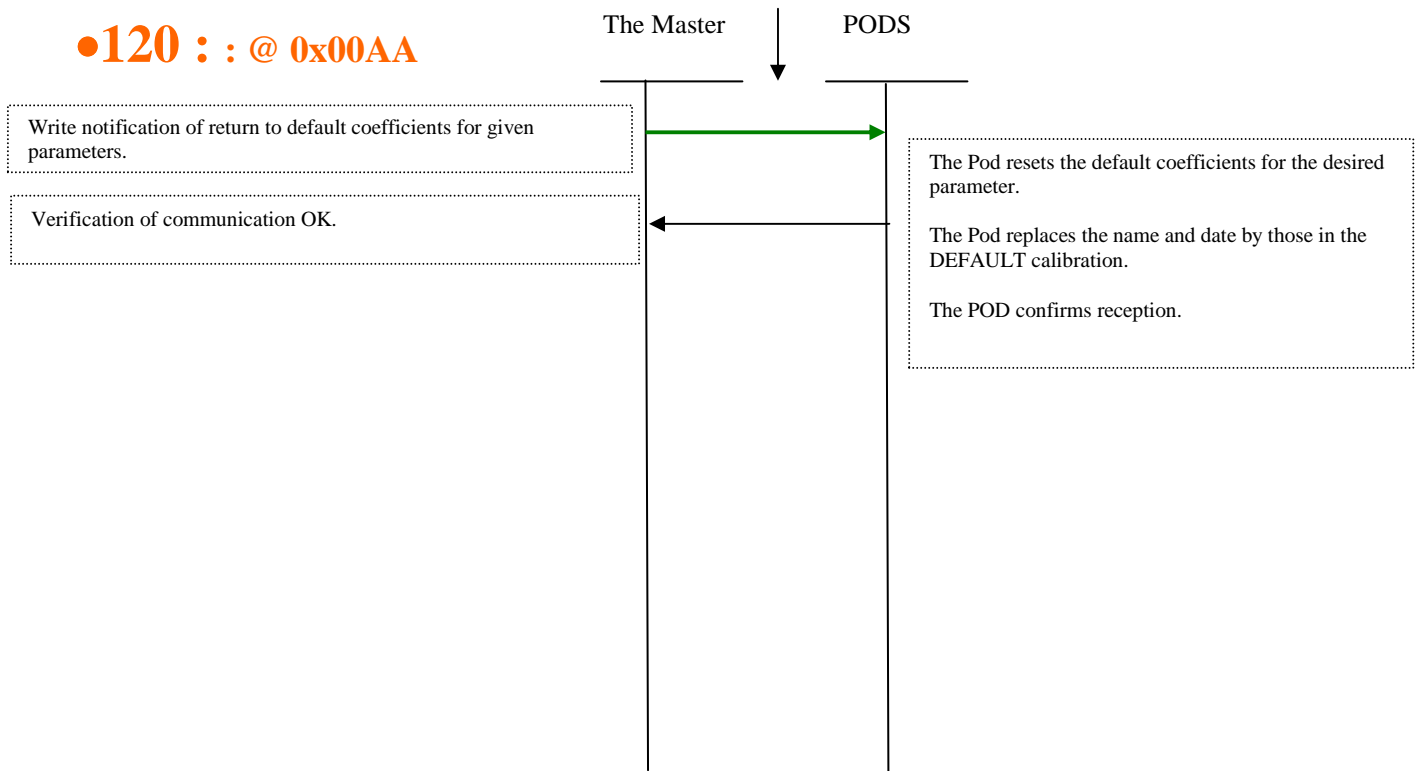 The Master
PODS
•120 : : @ 0x00AA
Write notification of return to default coefficients for given
parameters.
Verification of communication OK.
The Pod resets the default coefficients for the desired
parameter.
The Pod replaces the name and date by those in the
DEFAULT calibration.
The POD confirms reception.